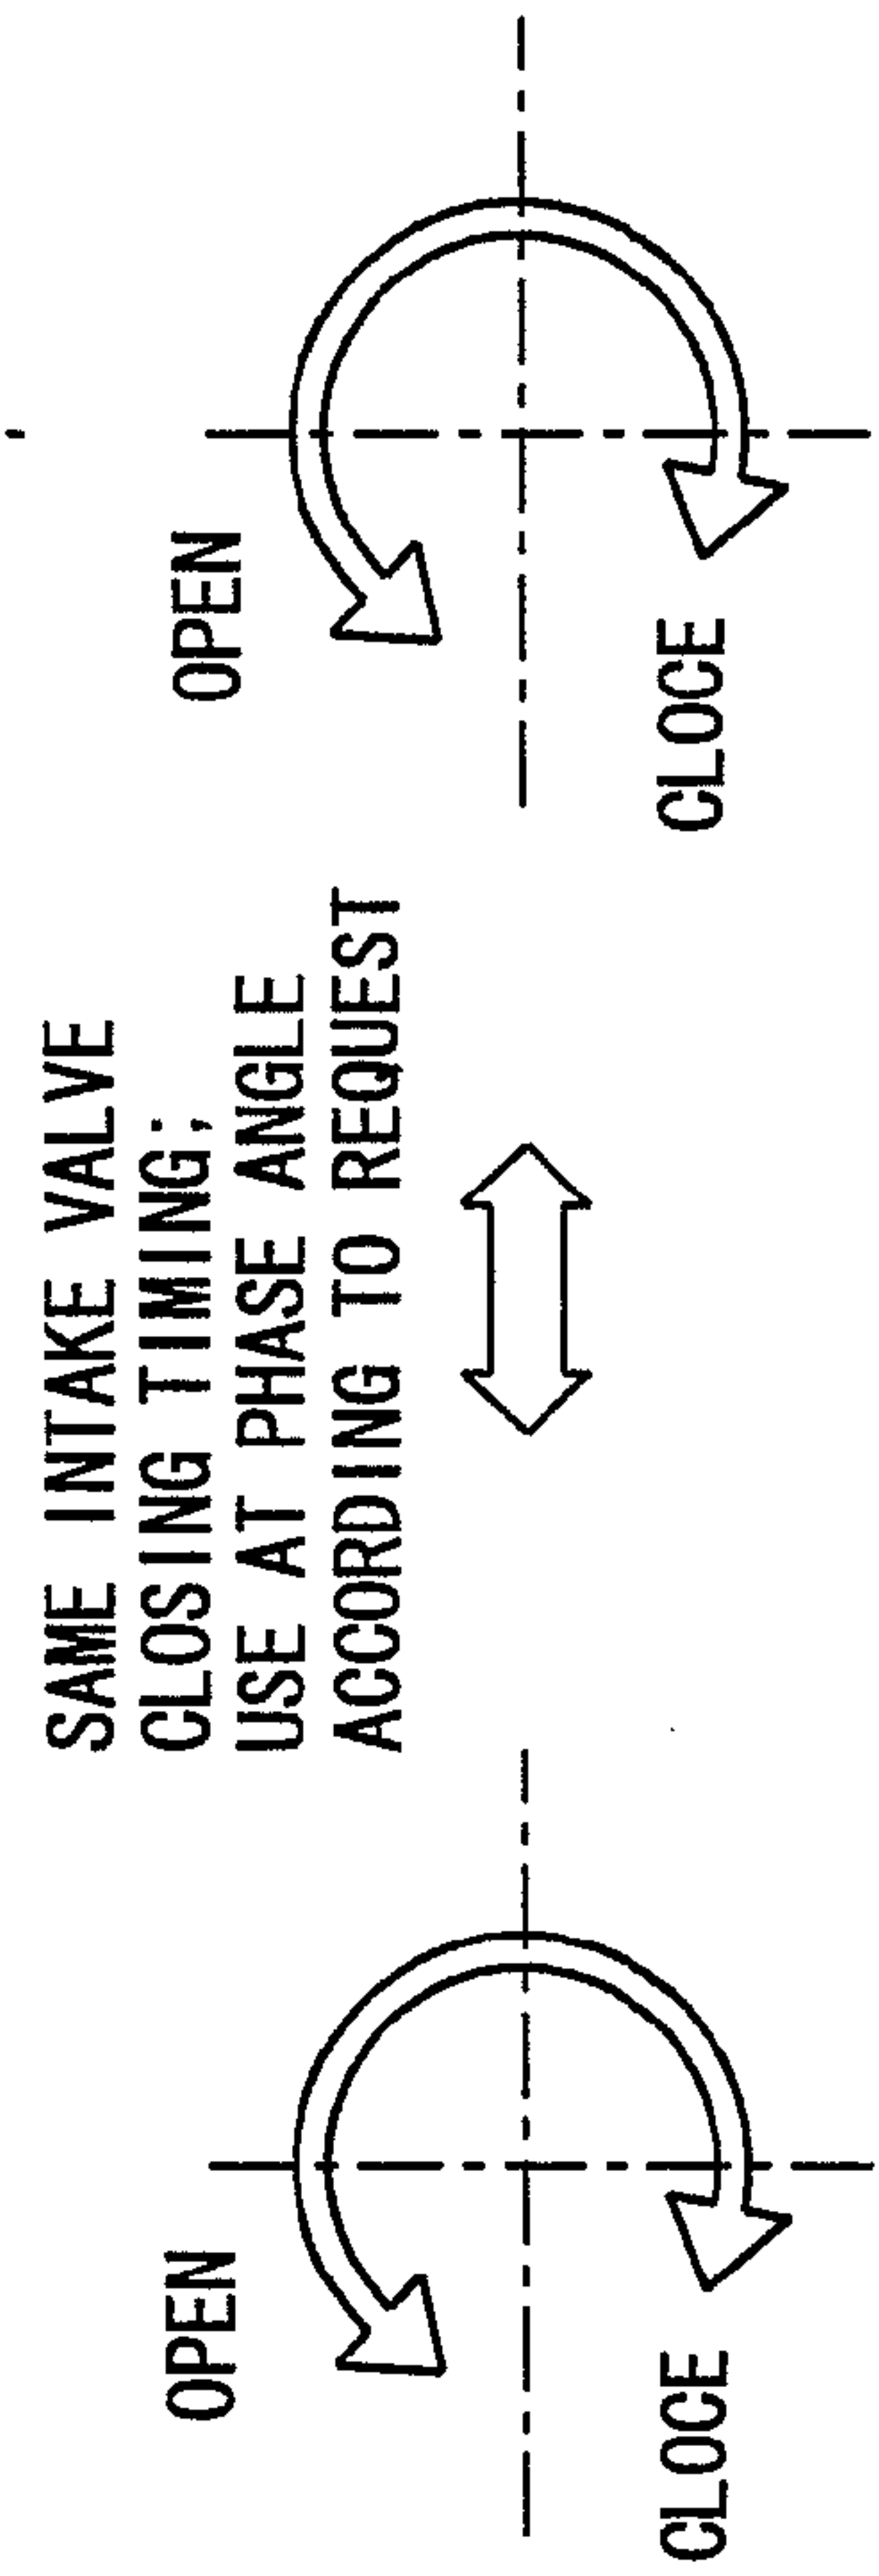 SAME INTAKE VALVE
CLOSING TIMING;
USE AT PHASE ANGLE
ACCORDING TO REQUEST
OPEN
OPEN
CLOCE
CLOCE